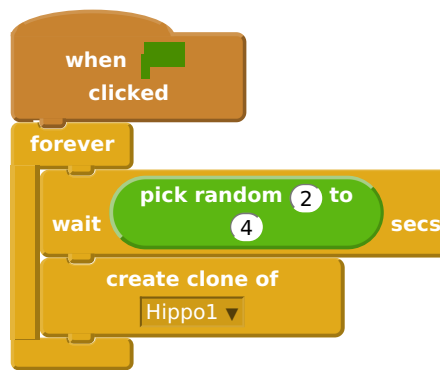 when
clicked
forever
pick random 2 to
4
wait secs
create clone of
Hippo1